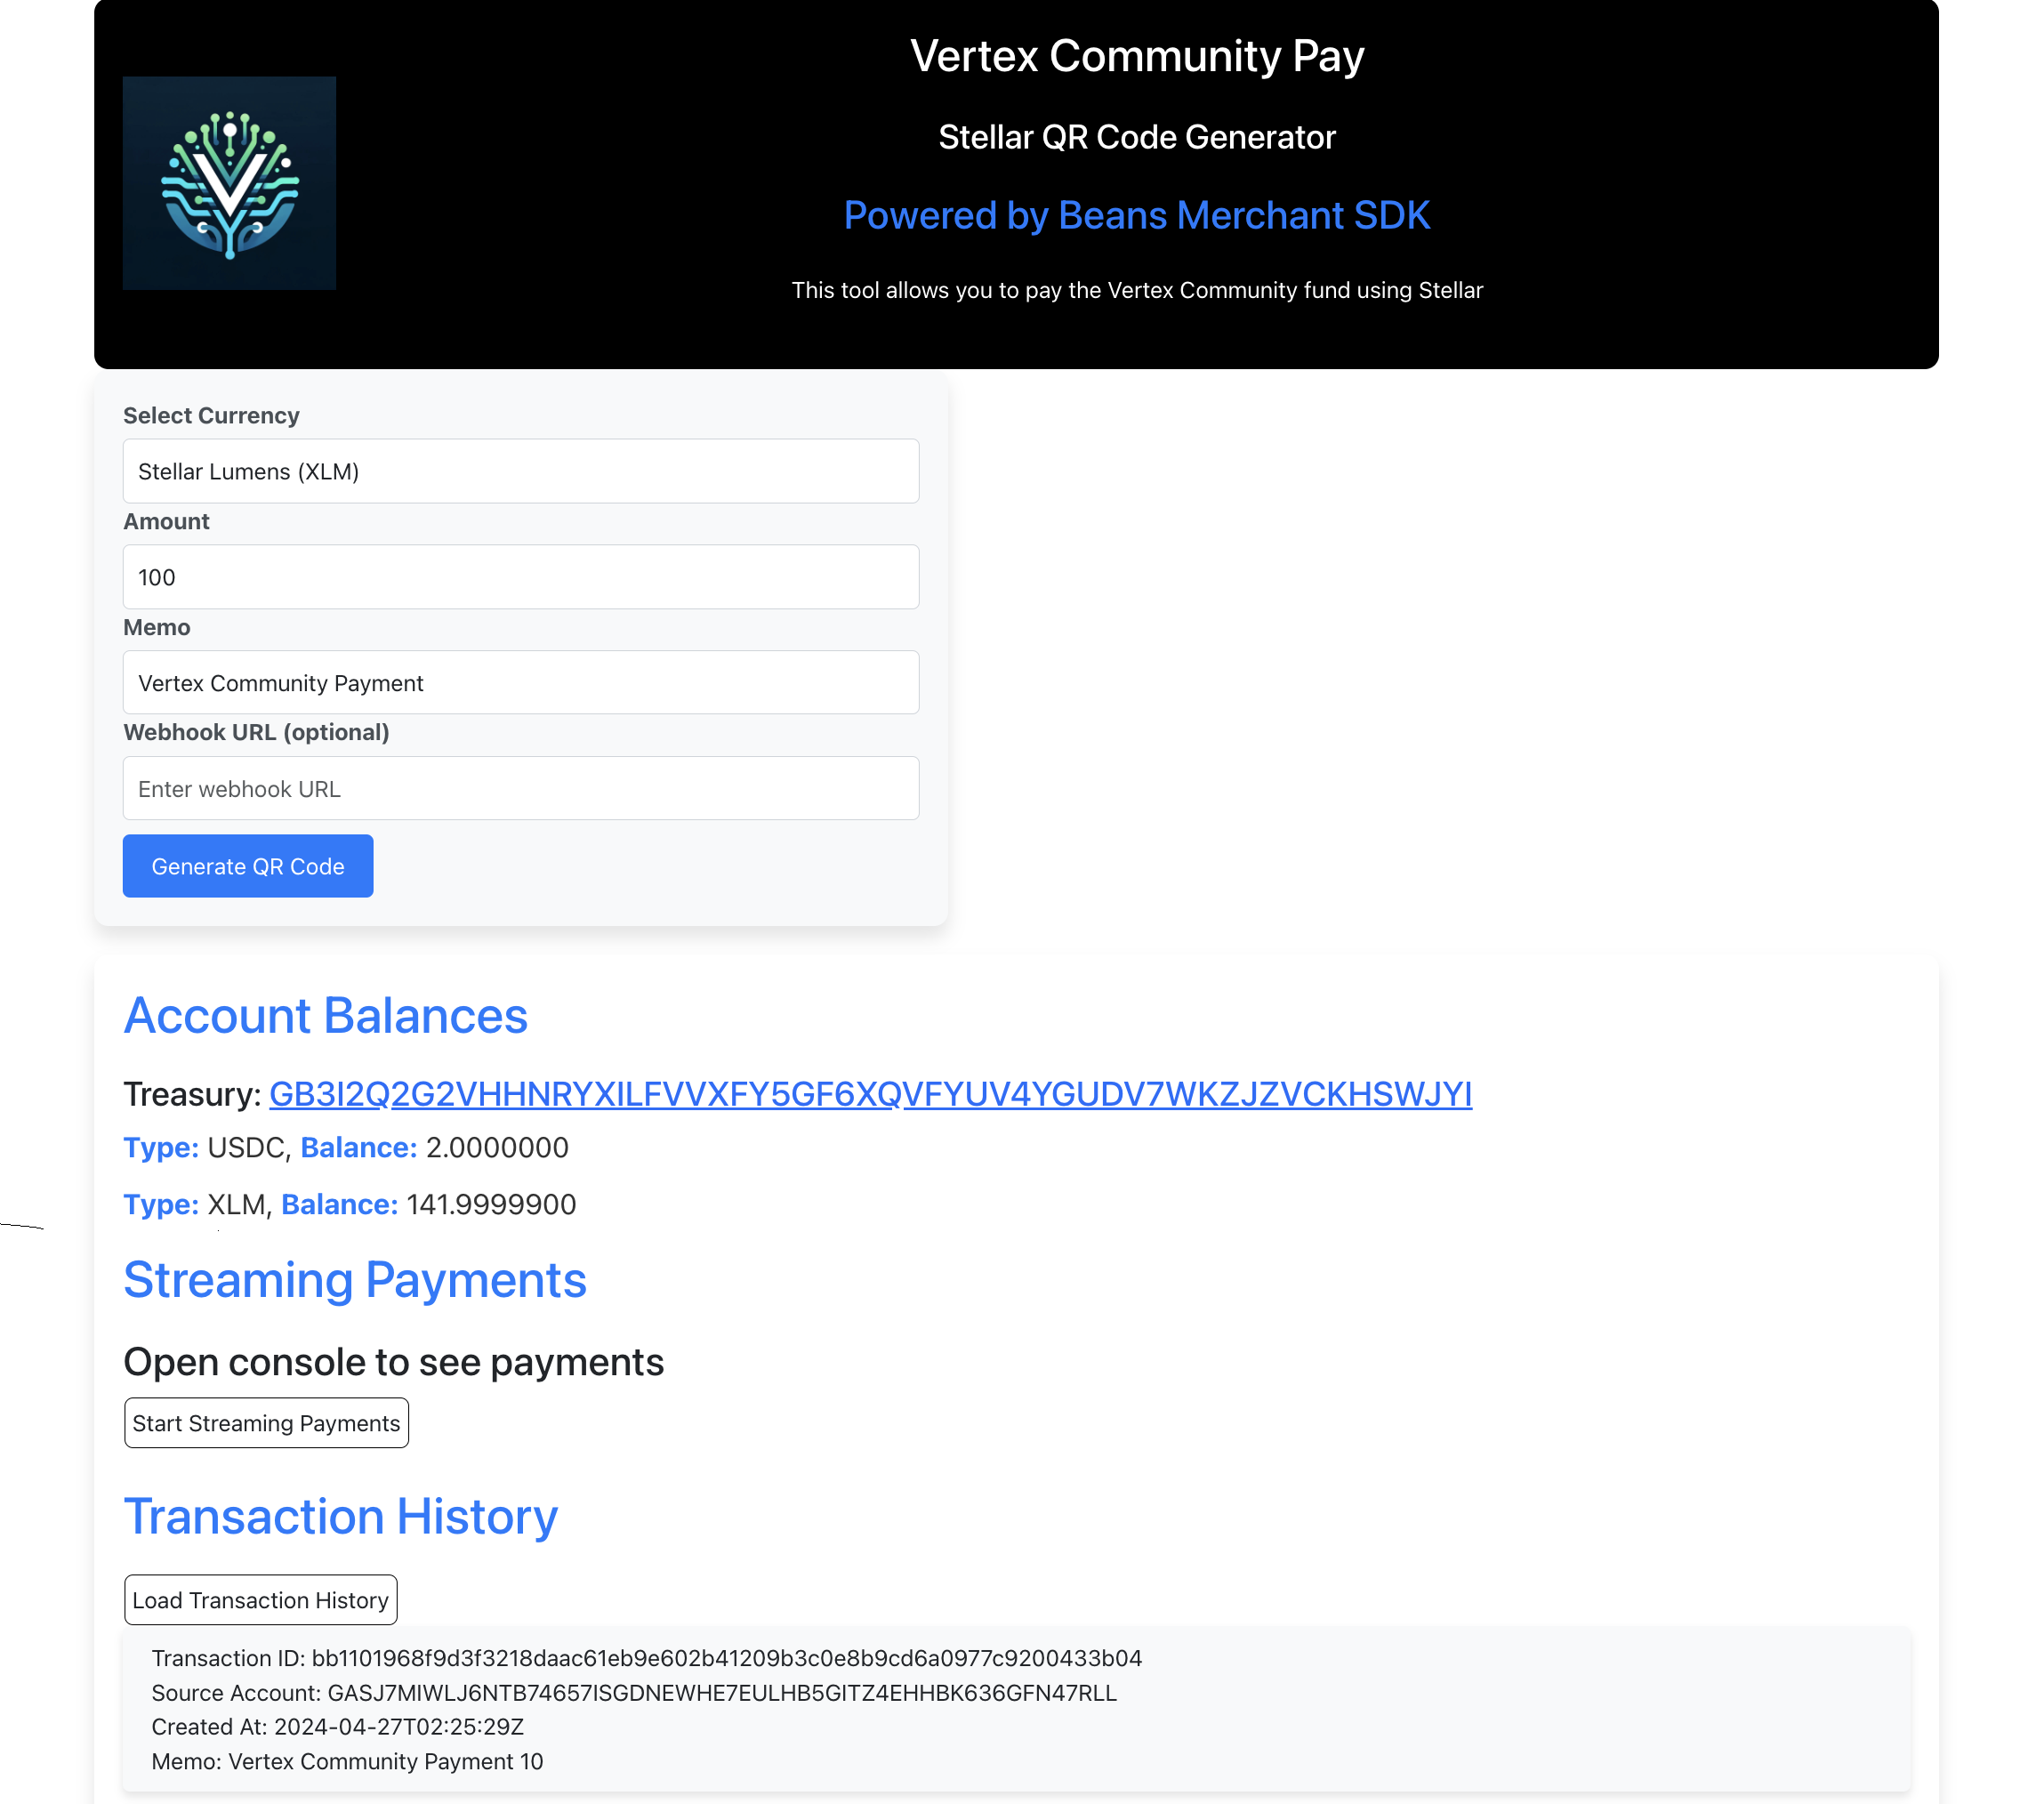 Vertex Community Pay
Stellar QR Code Generator
Powered by Beans Merchant SDK
This tool allows you to pay the Vertex Community fund using Stellar
V
Select Currency
Stellar Lumens (XLM)
Amount
100
Memo
Vertex Community Payment
Webhook URL (optional)
Enter webhook URL
Generate QR Code
Account Balances
Treasury: GB3I2Q2G2VHHNRYXILFVVXFY5GF6XQVFYUV4YGUDV7WKZJZVCKHSWJYI
Type: USDC, Balance: 2.0000000
Type: XLM, Balance: 141.9999900
Streaming Payments
Open console to see payments
Start Streaming Payments
Transaction History
Load Transaction History
Transaction ID: bb1101968f9d3f3218daac61eb9e602b41209b3c0e8b9cd6a0977c9200433b04
Source Account: GASJ7MIWLJ6NTB74657ISGDNEWHE7EULHB5GITZ4EHHBK636GFN47RLL
Created At: 2024-04-27T02:25:29Z
Memo: Vertex Community Payment 10